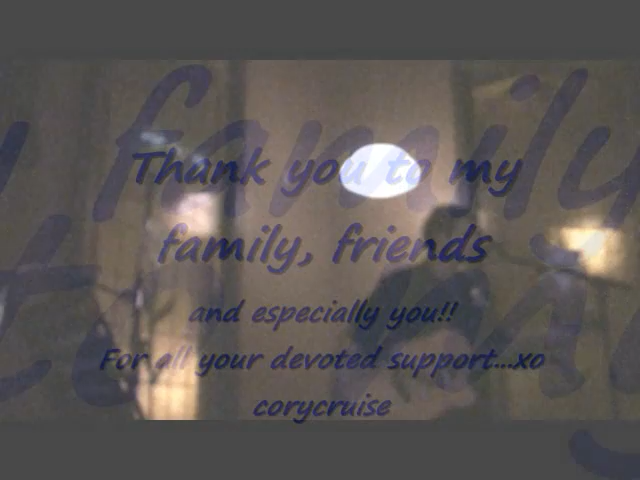 Thank you to my
family, friends
and especially you!!
For all your devoted support...xo
corycruise